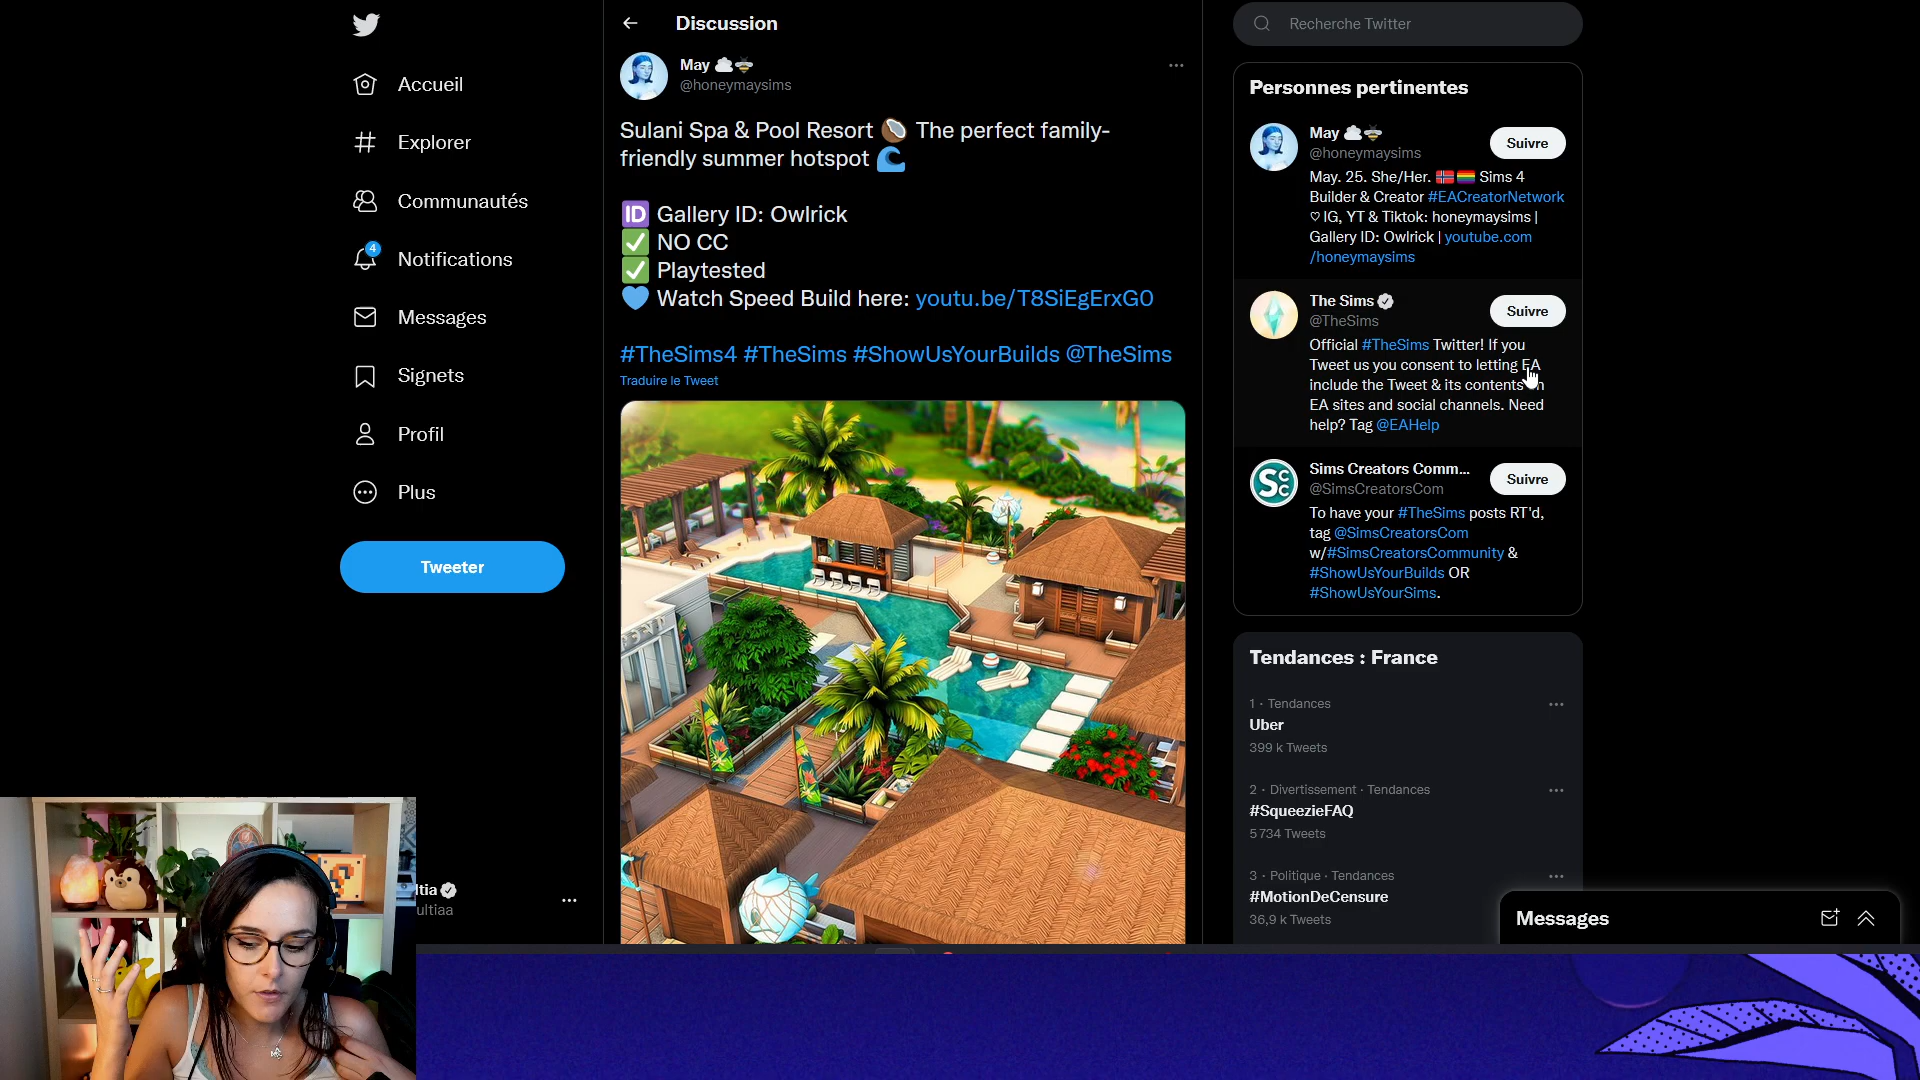 Accueil
Explorer
Communautés
4
Notifications
Messages
Signets
Profil
Plus
Tweeter
ltia
ultiaa
Discussion
May
@honeymaysims
Sulani Spa & Pool Resort 🥥 The perfect family-
friendly summer hotspot 🌊
🆔 Gallery ID: Owlrick
✅ NO CC
✅ Playtested
💙 Watch Speed Build here: youtu.be/T8SiEgErxG0
#TheSims4 #TheSims #ShowUsYourBuilds @TheSims
Traduire le Tweet
Recherche Twitter
Personnes pertinentes
May
@honeymaysims
Suivre
May. 25. She/Her. 🇳🇴🏳️‍🌈 Sims 4
Builder & Creator #EACreatorNetwork
♡ IG, YT & Tiktok: honeymaysims |
Gallery ID: Owlrick | youtube.com
/honeymaysims
The Sims
@TheSims
Suivre
Official #TheSims Twitter! If you
Tweet us you consent to letting EA
include the Tweet & its contents on
EA sites and social channels. Need
help? Tag @EAHelp
SCC
Sims Creators Comm...
@SimsCreatorsCom
Suivre
To have your #TheSims posts RT'd,
tag @SimsCreatorsCom
w/#SimsCreatorsCommunity &
#ShowUsYourBuilds OR
#ShowUsYourSims.
Tendances : France
1 · Tendances
Uber
399 k Tweets
2 · Divertissement · Tendances
#SqueezieFAQ
5 734 Tweets
3 · Politique · Tendances
#MotionDeCensure
36,9 k Tweets
Messages